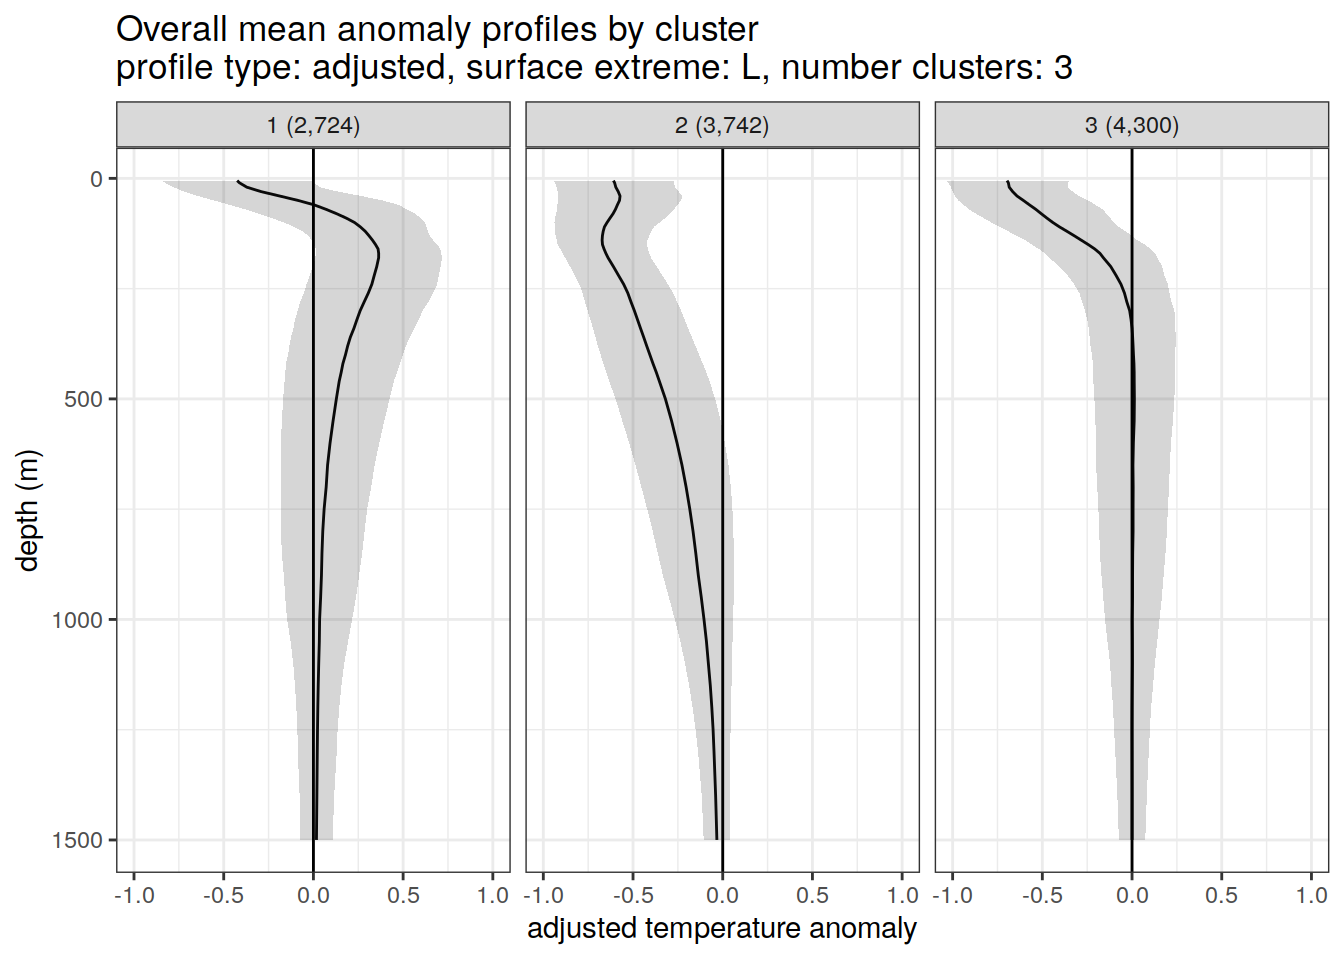 Overall mean anomaly profiles by cluster
profile type: adjusted, surface extreme: L, number clusters: 3
1 (2,724)
2 (3,742)
3 (4,300)
0
500
1000
1500
depth (m)
-1.0 -0.5 0.0 0.5 1.0
-1.0 -0.5 0.0 0.5 1.0
-1.0 -0.5 0.0 0.5 1.0
adjusted temperature anomaly